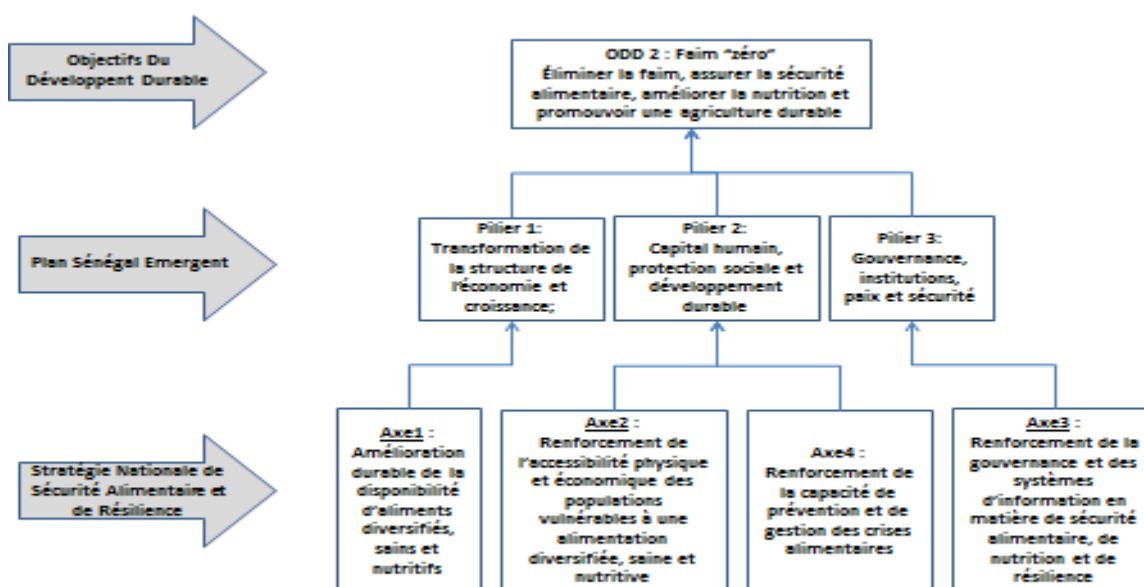 Objectifs Du
Développent Durable
ODD 2 : Faim “zéro”
Éliminer la faim, assurer la sécurité
alimentaire, améliorer la nutrition et
promouvoir une agriculture durable
Plan Sénégal Emergent
Pilier 1:
Transformation de
la structure de
l’économie et
croissance;
Pilier 2:
Capital humain,
protection sociale et
développement
durable
Pilier 3:
Gouvernance,
institutions,
paix et sécurité
Stratégie Nationale de
Sécurité Alimentaire et
de Résilience
Axe1 :
Amélioration
durable de la
disponibilité
d’aliments
diversifiés,
sains et
nutritifs
Axe2 :
Renforcement de
l’accessibilité physique
et économique des
populations
vulnérables à une
alimentation
diversifiée, saine et
nutritive
Axe4 :
Renforcement de
la capacité de
prévention et de
gestion des crises
alimentaires
Axe3 :
Renforcement de la
gouvernance et des
systèmes
d’information en
matière de sécurité
alimentaire, de
nutrition et de
résilience